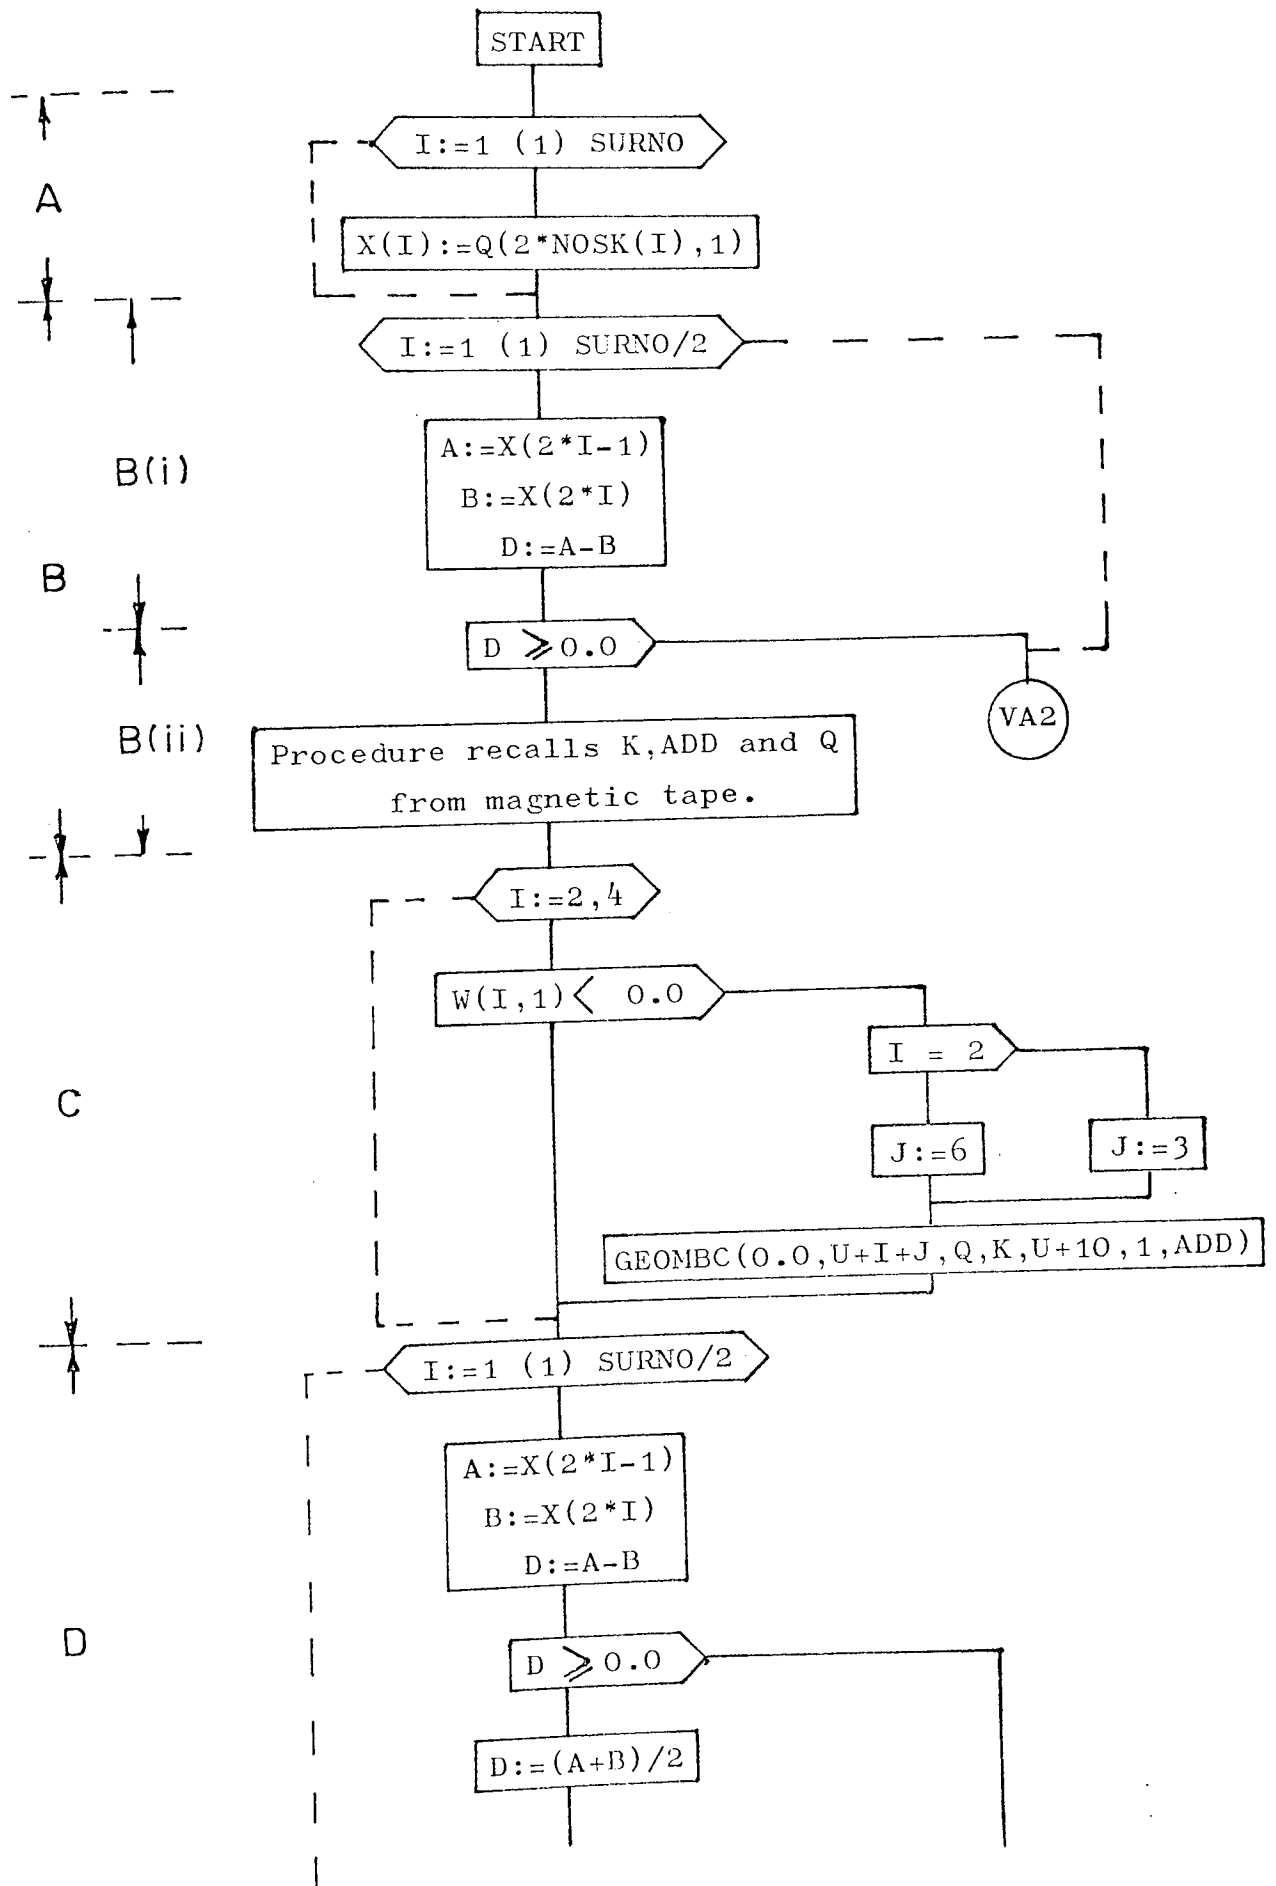 START
I:=1 (1) SURNO
A
X(I):=Q(2*NOSK(I),1)
I:=1 (1) SURNO/2
A:=X(2*I-1)
B:=X(2*I)
D:=A-B
B(i)
B
D ⩾ 0.0
VA2
B(ii)
Procedure recalls K,ADD and Q
from magnetic tape.
I:=2,4
W(I,1) < 0.0
I = 2
C
J:=6
J:=3
GEOMBC(0.0,U+I+J,Q,K,U+10,1,ADD)
I:=1 (1) SURNO/2
A:=X(2*I-1)
B:=X(2*I)
D:=A-B
D
D ⩾ 0.0
D:=(A+B)/2